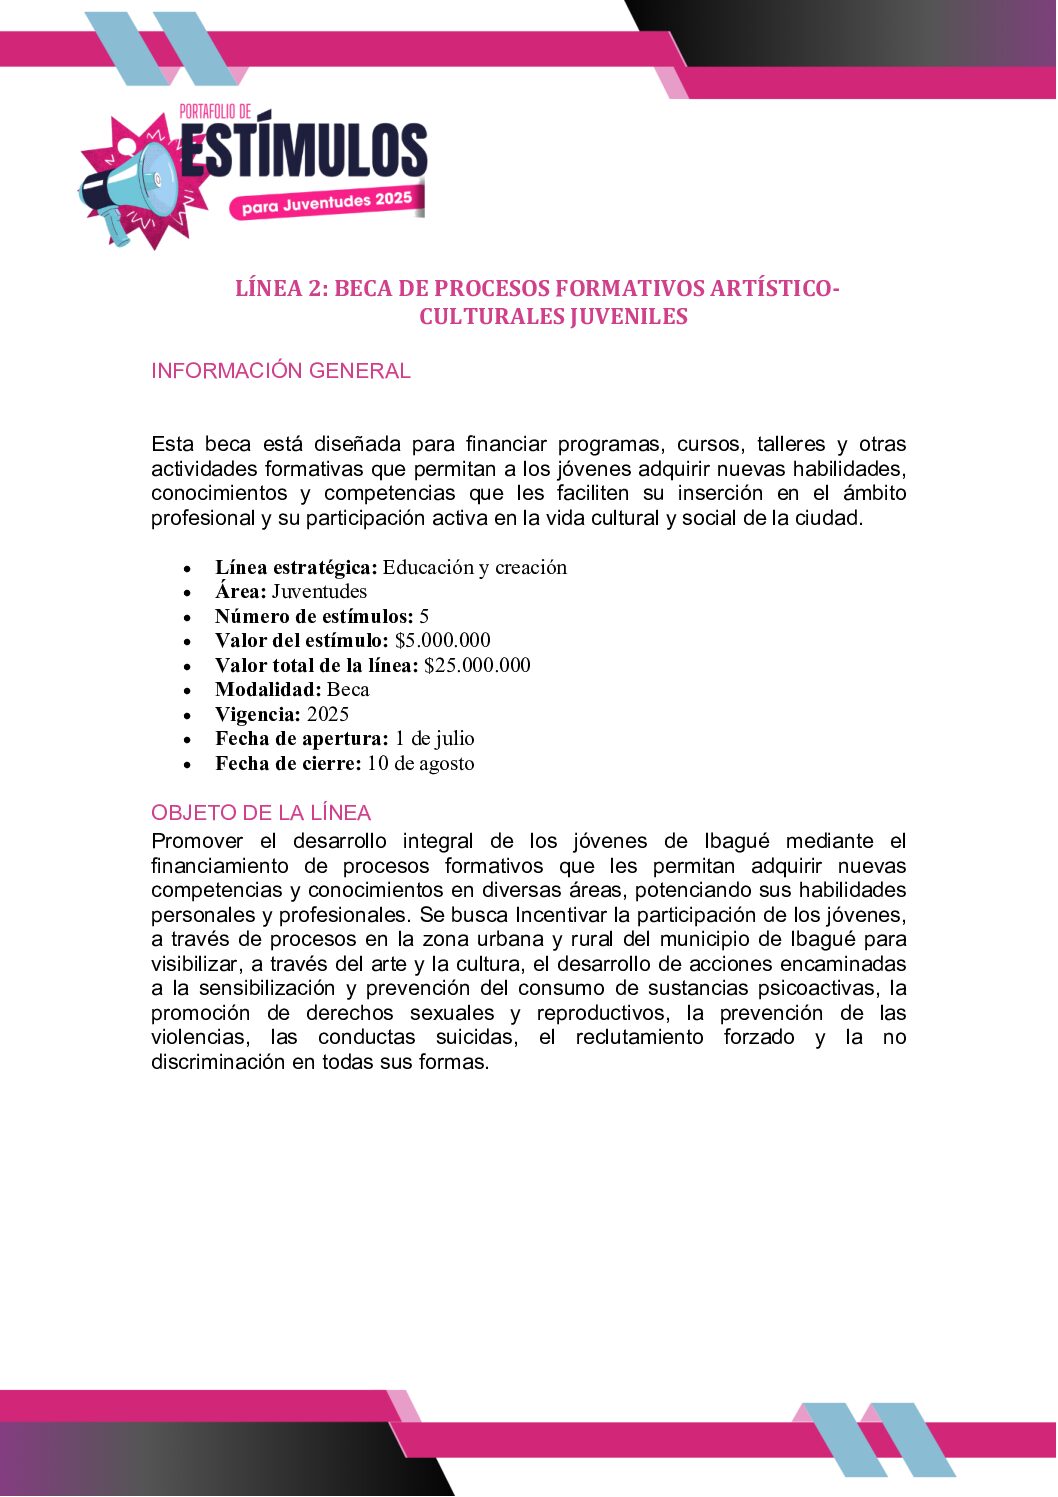 PORTAFOLIO DE
ESTÍMULOS
para Juventudes 2025
LÍNEA 2: BECA DE PROCESOS FORMATIVOS ARTÍSTICO-
CULTURALES JUVENILES
INFORMACIÓN GENERAL
Esta beca está diseñada para financiar programas, cursos, talleres y otras
actividades formativas que permitan a los jóvenes adquirir nuevas habilidades,
conocimientos y competencias que les faciliten su inserción en el ámbito
profesional y su participación activa en la vida cultural y social de la ciudad.
• Línea estratégica: Educación y creación
• Área: Juventudes
• Número de estímulos: 5
• Valor del estímulo: $5.000.000
• Valor total de la línea: $25.000.000
• Modalidad: Beca
• Vigencia: 2025
• Fecha de apertura: 1 de julio
• Fecha de cierre: 10 de agosto
OBJETO DE LA LÍNEA
Promover el desarrollo integral de los jóvenes de Ibagué mediante el
financiamiento de procesos formativos que les permitan adquirir nuevas
competencias y conocimientos en diversas áreas, potenciando sus habilidades
personales y profesionales. Se busca Incentivar la participación de los jóvenes,
a través de procesos en la zona urbana y rural del municipio de Ibagué para
visibilizar, a través del arte y la cultura, el desarrollo de acciones encaminadas
a la sensibilización y prevención del consumo de sustancias psicoactivas, la
promoción de derechos sexuales y reproductivos, la prevención de las
violencias, las conductas suicidas, el reclutamiento forzado y la no
discriminación en todas sus formas.